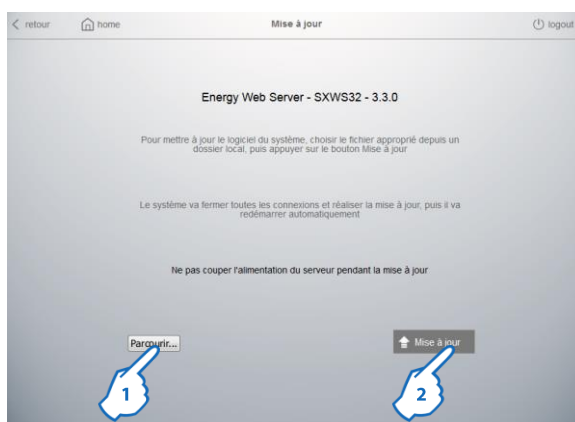 retour home Mise à jour logout
Energy Web Server - SXWS32 - 3.3.0
Pour mettre à jour le logiciel du système, choisir le fichier approprié depuis un
dossier local, puis appuyer sur le bouton Mise à jour
Le système va fermer toutes les connexions et réaliser la mise à jour, puis il va
redémarrer automatiquement
Ne pas couper l'alimentation du serveur pendant la mise à jour
Parcourir... Mise à jour
1 2